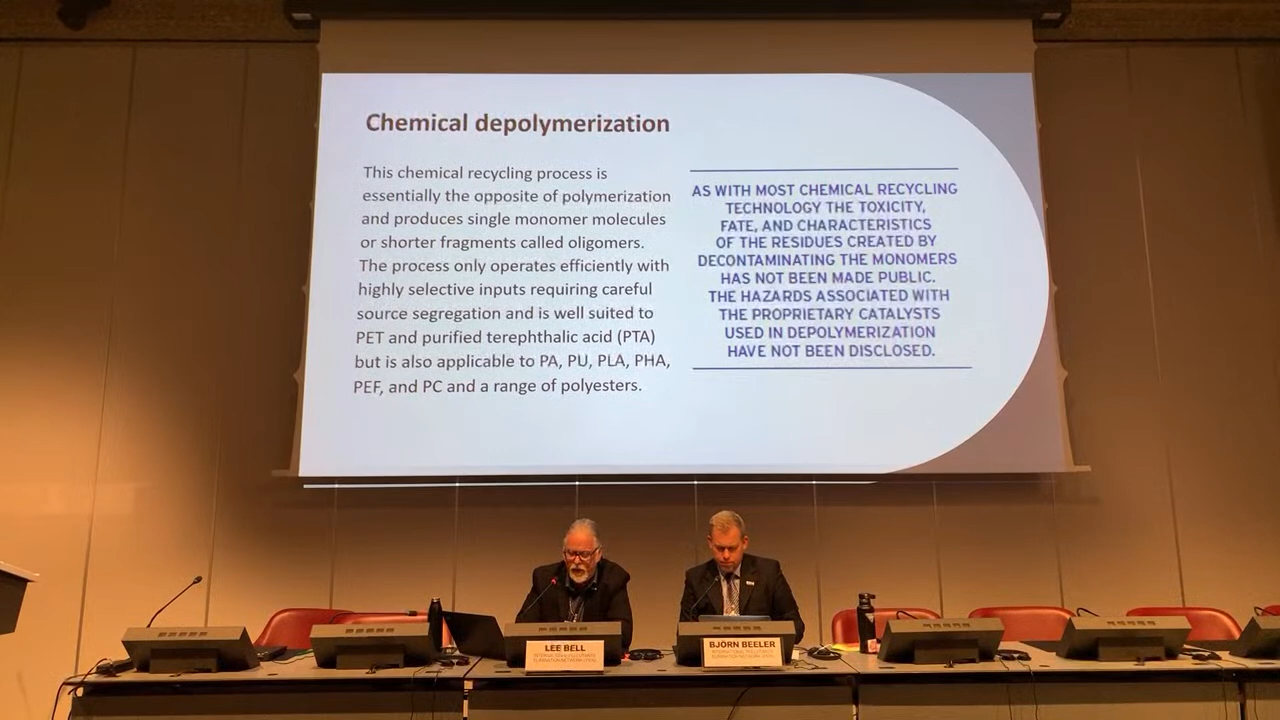 Chemical depolymerization
This chemical recycling process is
essentially the opposite of polymerization
and produces single monomer molecules
or shorter fragments called oligomers.
The process only operates efficiently with
highly selective inputs requiring careful
source segregation and is well suited to
PET and purified terephthalic acid (PTA)
but is also applicable to PA, PU, PLA, PHA,
PEF, and PC and a range of polyesters.
AS WITH MOST CHEMICAL RECYCLING
TECHNOLOGY THE TOXICITY,
FATE, AND CHARACTERISTICS
OF THE RESIDUES CREATED BY
DECONTAMINATING THE MONOMERS
HAS NOT BEEN MADE PUBLIC.
THE HAZARDS ASSOCIATED WITH
THE PROPRIETARY CATALYSTS
USED IN DEPOLYMERIZATION
HAVE NOT BEEN DISCLOSED.
LEE BELL
BJÖRN BEELER